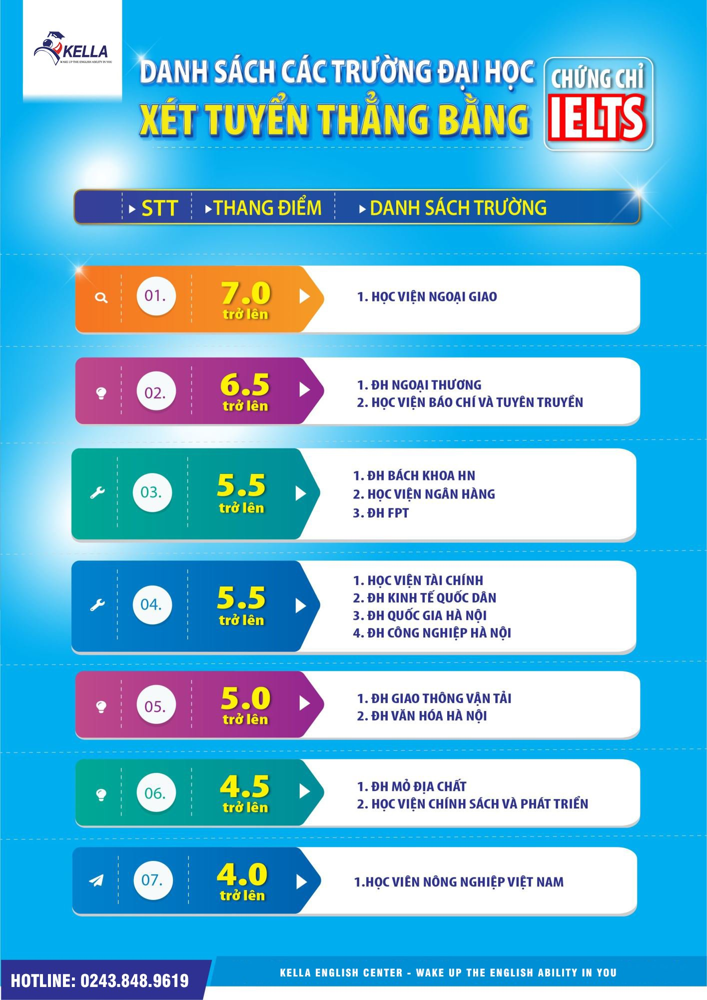 KELLA
WAKE UP THE ENGLISH ABILITY IN YOU
DANH SÁCH CÁC TRƯỜNG ĐẠI HỌC
XÉT TUYỂN THẲNG BẰNG
CHỨNG CHỈ
IELTS
STT THANG ĐIỂM DANH SÁCH TRƯỜNG
01.
7.0
trở lên
1. HỌC VIỆN NGOẠI GIAO
02.
6.5
trở lên
1. ĐH NGOẠI THƯƠNG
2. HỌC VIỆN BÁO CHÍ VÀ TUYÊN TRUYỀN
03.
5.5
trở lên
1. ĐH BÁCH KHOA HN
2. HỌC VIỆN NGÂN HÀNG
3. ĐH FPT
04.
5.5
trở lên
1. HỌC VIỆN TÀI CHÍNH
2. ĐH KINH TẾ QUỐC DÂN
3. ĐH QUỐC GIA HÀ NỘI
4. ĐH CÔNG NGHIỆP HÀ NỘI
05.
5.0
trở lên
1. ĐH GIAO THÔNG VẬN TẢI
2. ĐH VĂN HÓA HÀ NỘI
06.
4.5
trở lên
1. ĐH MỎ ĐỊA CHẤT
2. HỌC VIỆN CHÍNH SÁCH VÀ PHÁT TRIỂN
07.
4.0
trở lên
1.HỌC VIÊN NÔNG NGHIỆP VIỆT NAM
HOTLINE: 0243.848.9619
KELLA ENGLISH CENTER - WAKE UP THE ENGLISH ABILITY IN YOU